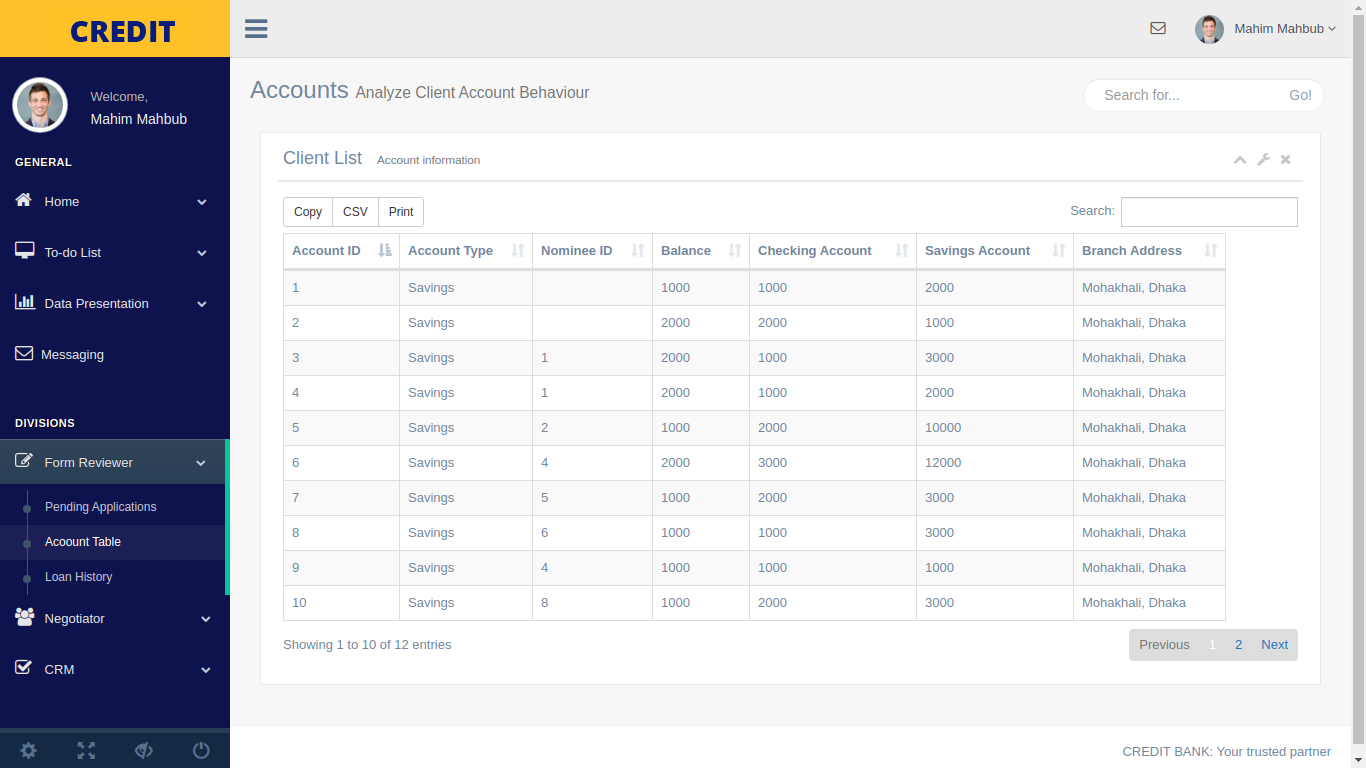 CREDIT
Mahim Mahbub
Welcome,
Mahim Mahbub
GENERAL
Home
To-do List
Data Presentation
Messaging
DIVISIONS
Form Reviewer
Pending Applications
Acoount Table
Loan History
Negotiator
CRM
Accounts Analyze Client Account Behaviour
Search for... Go!
Client List Account information
Copy CSV Print
Search:
Account ID Account Type Nominee ID Balance Checking Account Savings Account Branch Address
1 Savings 1000 1000 2000 Mohakhali, Dhaka
2 Savings 2000 2000 1000 Mohakhali, Dhaka
3 Savings 1 2000 1000 3000 Mohakhali, Dhaka
4 Savings 1 2000 1000 2000 Mohakhali, Dhaka
5 Savings 2 1000 2000 10000 Mohakhali, Dhaka
6 Savings 4 2000 3000 12000 Mohakhali, Dhaka
7 Savings 5 1000 2000 3000 Mohakhali, Dhaka
8 Savings 6 1000 1000 3000 Mohakhali, Dhaka
9 Savings 4 1000 1000 1000 Mohakhali, Dhaka
10 Savings 8 1000 2000 3000 Mohakhali, Dhaka
Showing 1 to 10 of 12 entries
Previous 1 2 Next
CREDIT BANK: Your trusted partner